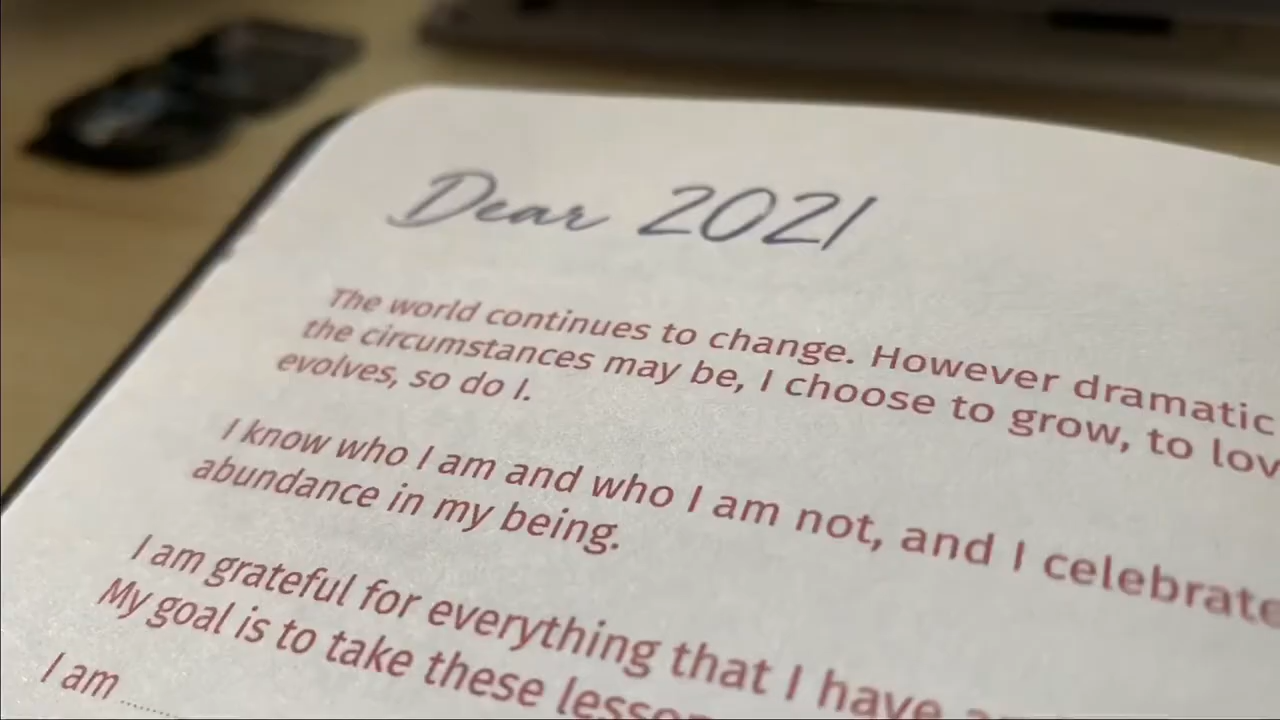 Dear 2021
The world continues to change. However dramatic
the circumstances may be, I choose to grow, to
evolves, so do I.
I know who I am and who I am not, and I celebrate
abundance in my being.
I am grateful for everything that I have
My goal is to take these
I am ........